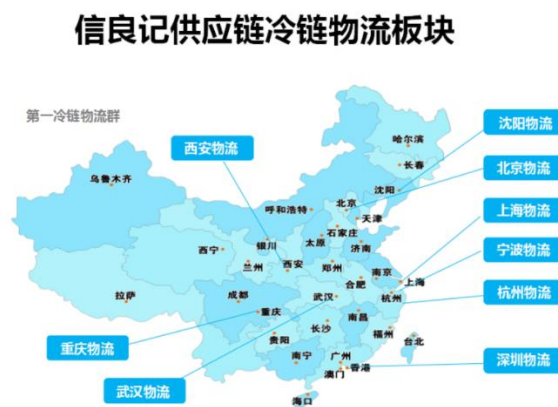 信良记供应链冷链物流板块
第一冷链物流群
沈阳物流
哈尔滨
西安物流
长春
北京物流
乌鲁木齐
沈阳
北京
呼和浩特
天津
上海物流
石家庄
银川
太原
济南
宁波物流
西宁
兰州
西安
郑州
南京
合肥
上海
拉萨
成都
武汉
杭州
杭州物流
重庆
南昌
长沙
福州
贵阳
台北
重庆物流
南宁
广州
深圳物流
香港
澳门
武汉物流
海口